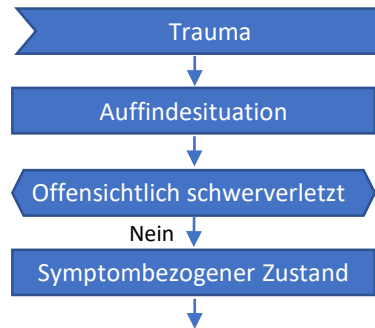 Trauma
Auffindesituation
Offensichtlich schwerverletzt
Nein
Symptombezogener Zustand